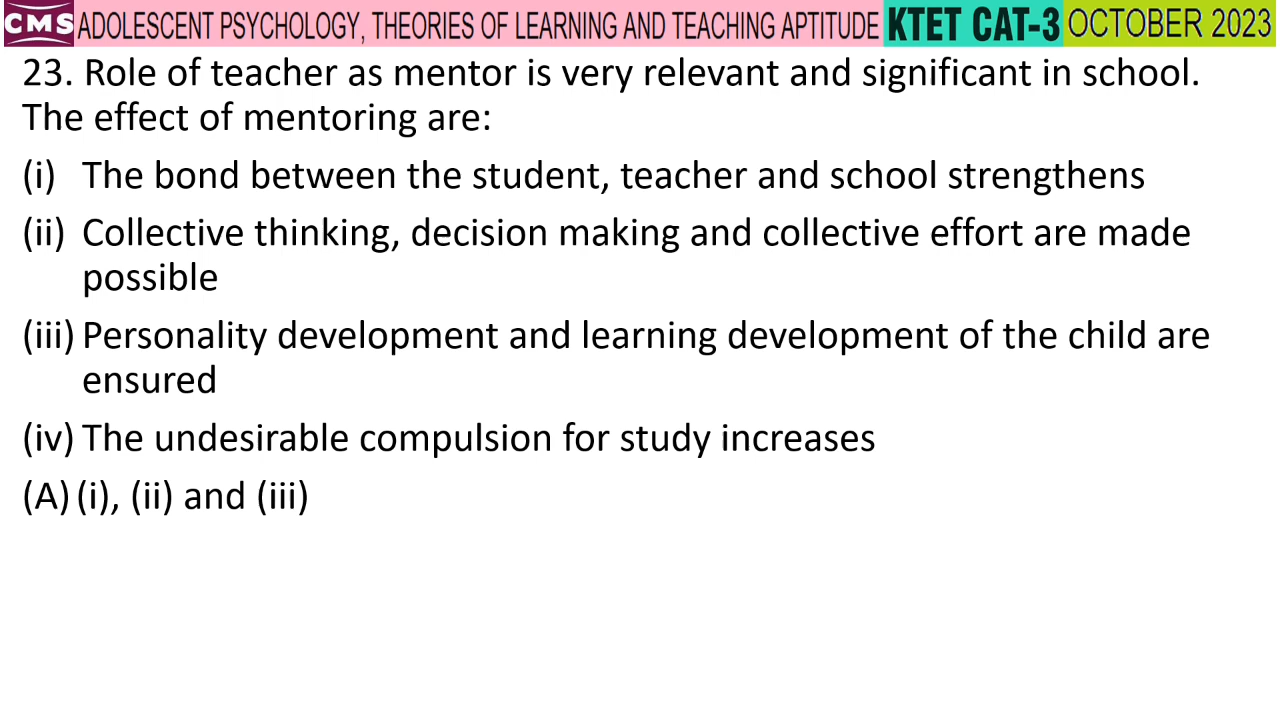 CMS ADOLESCENT PSYCHOLOGY, THEORIES OF LEARNING AND TEACHING APTITUDE KTET CAT-3 OCTOBER 2023
23. Role of teacher as mentor is very relevant and significant in school.
The effect of mentoring are:
(i) The bond between the student, teacher and school strengthens
(ii) Collective thinking, decision making and collective effort are made
possible
(iii) Personality development and learning development of the child are
ensured
(iv) The undesirable compulsion for study increases
(A) (i), (ii) and (iii)